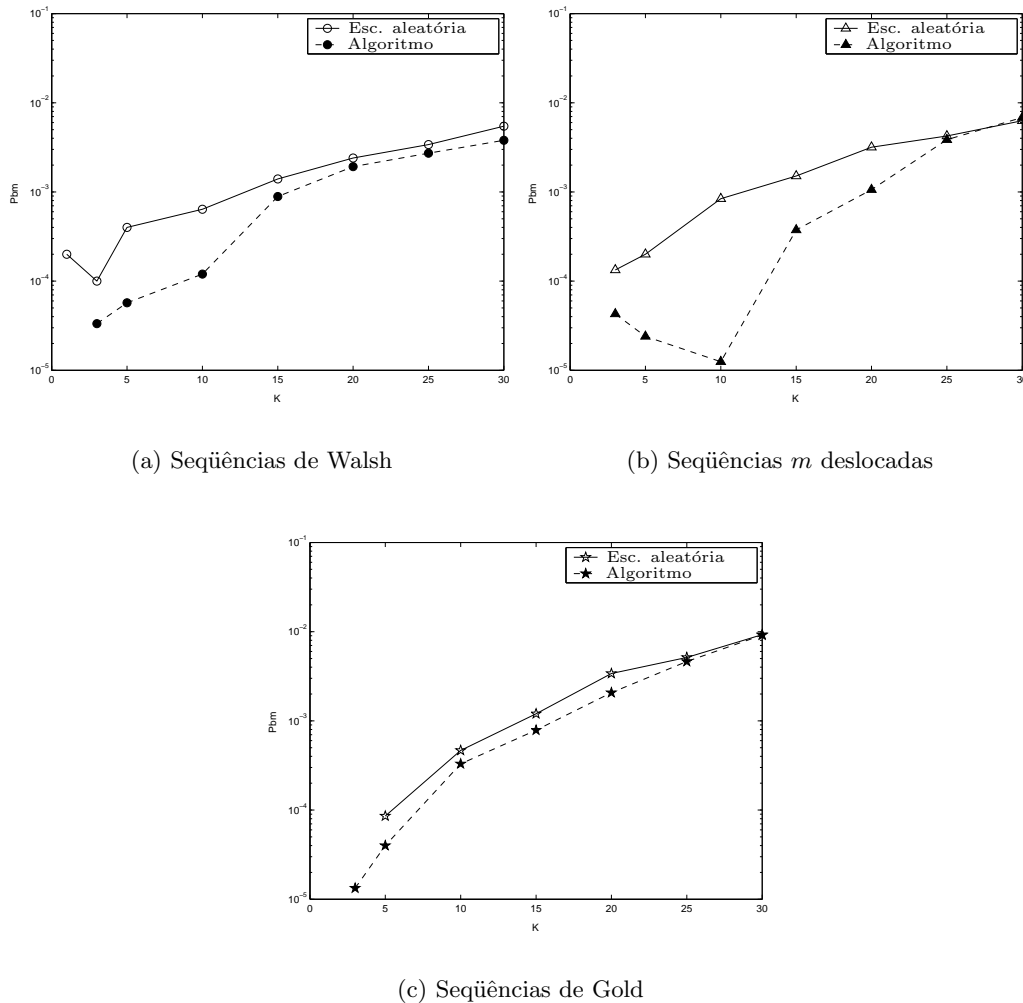 Esc. aleatória
Algoritmo
10⁻¹
10⁻²
10⁻³
10⁻⁴
10⁻⁵
Pbm
0 5 10 15 20 25 30
K
(a) Seqüências de Walsh
Esc. aleatória
Algoritmo
10⁻¹
10⁻²
10⁻³
10⁻⁴
10⁻⁵
Pbm
0 5 10 15 20 25 30
K
(b) Seqüências m deslocadas
Esc. aleatória
Algoritmo
10⁻¹
10⁻²
10⁻³
10⁻⁴
10⁻⁵
Pbm
0 5 10 15 20 25 30
K
(c) Seqüências de Gold